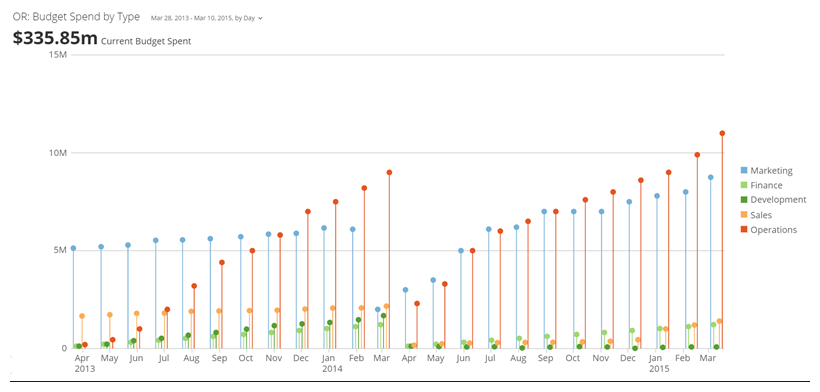 OR: Budget Spend by Type Mar 28, 2013 - Mar 10, 2015, by Day
$335.85m Current Budget Spent
15M
10M
5M
0
Marketing
Finance
Development
Sales
Operations
Apr May Jun Jul Aug Sep Oct Nov Dec Jan Feb Mar Apr May Jun Jul Aug Sep Oct Nov Dec Jan Feb Mar
2013 2014 2015